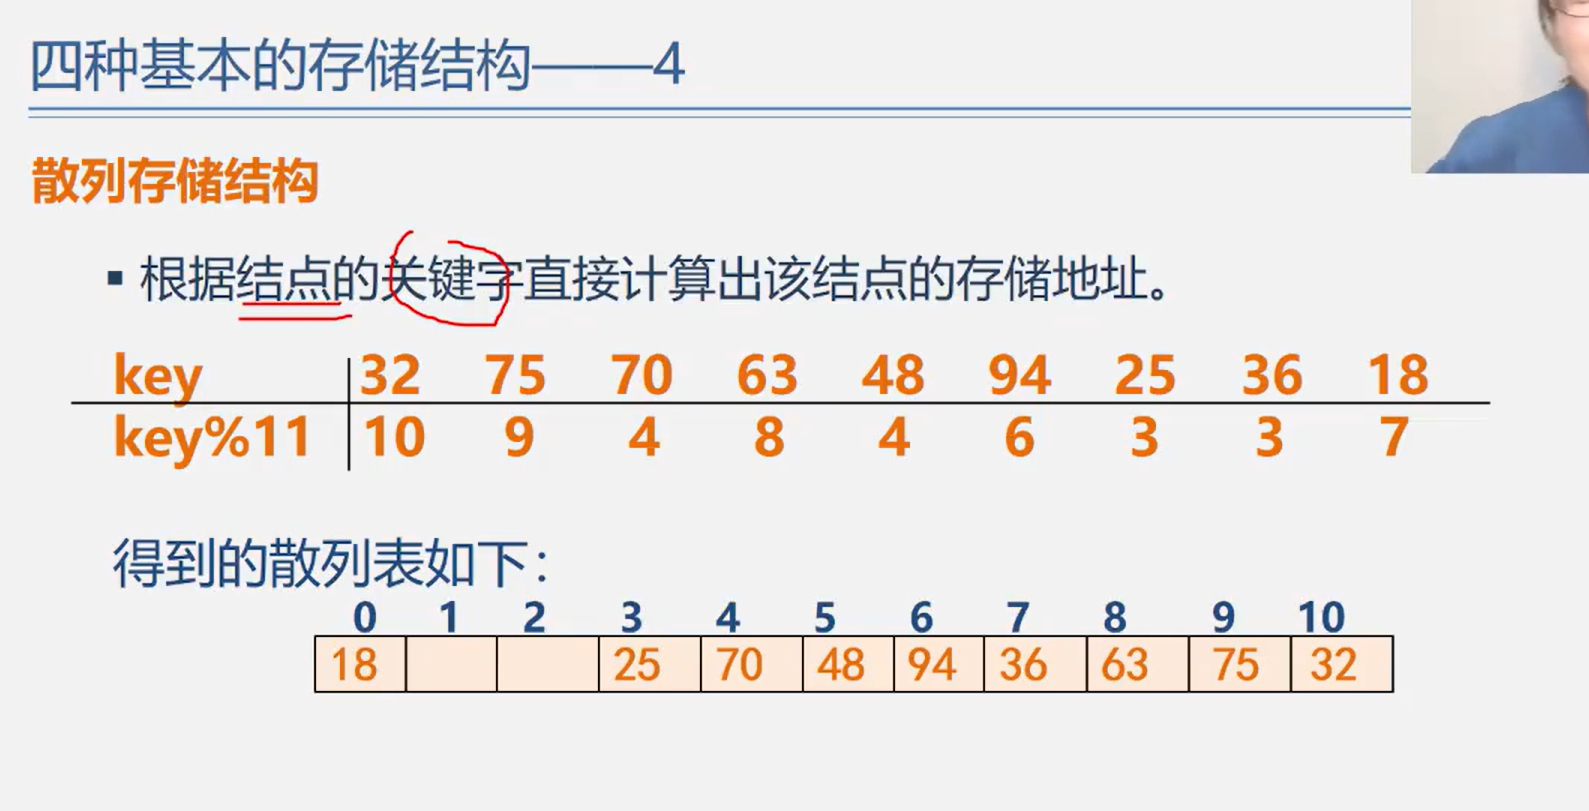 四种基本的存储结构——4
散列存储结构
▪ 根据结点的关键字直接计算出该结点的存储地址。
key 32 75 70 63 48 94 25 36 18
key%11 10 9 4 8 4 6 3 3 7
得到的散列表如下：
0 1 2 3 4 5 6 7 8 9 10
18 25 70 48 94 36 63 75 32